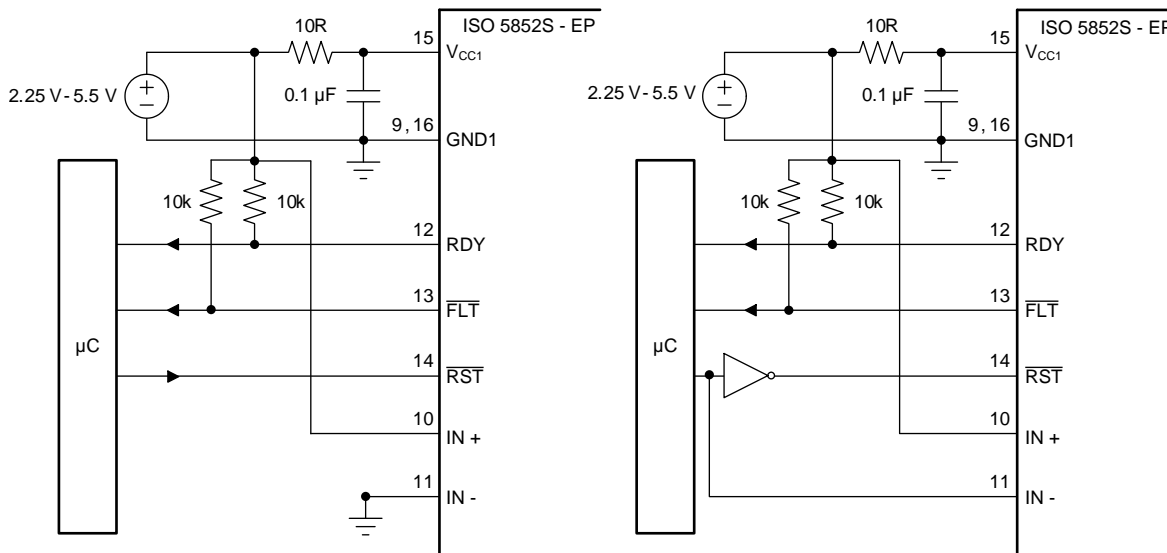 ISO 5852S - EP
10R
15
V_CC1
2.25 V - 5.5 V
0.1 µF
9, 16
GND1
10k
10k
12
RDY
13
FLT
µC
14
RST
10
IN +
11
IN -
ISO 5852S - EP
10R
15
V_CC1
2.25 V - 5.5 V
0.1 µF
9, 16
GND1
10k
10k
12
RDY
13
FLT
µC
14
RST
10
IN +
11
IN -